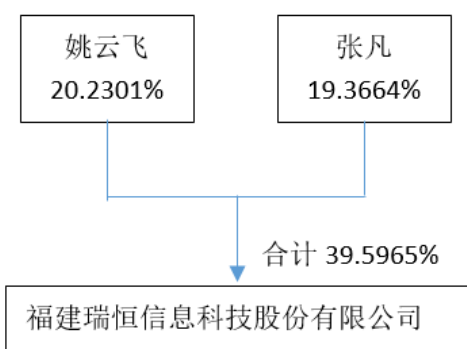 姚云飞
20.2301%
张凡
19.3664%
合计 39.5965%
福建瑞恒信息科技股份有限公司